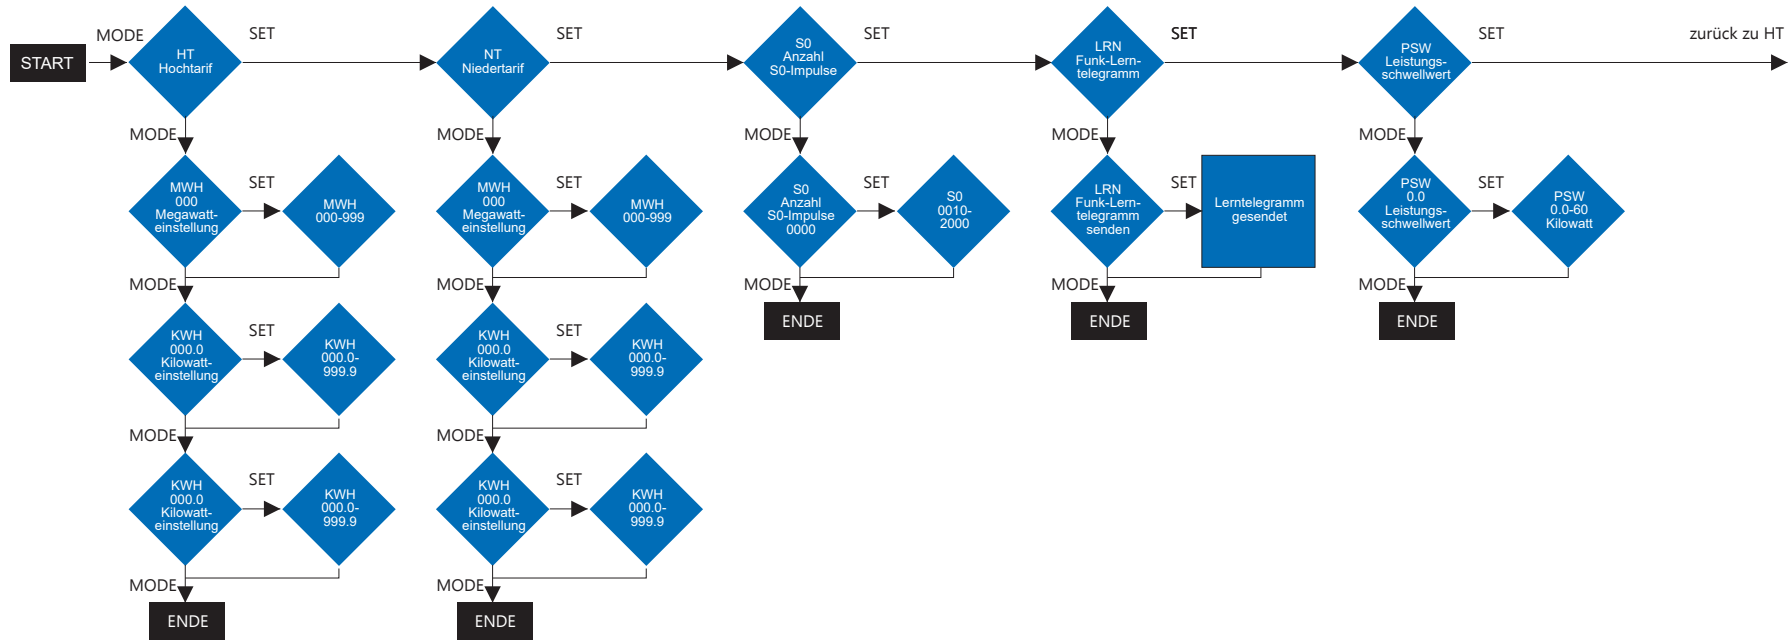 START
MODE
HT
Hochtarif
SET
NT
Niedertarif
SET
S0
Anzahl
S0-Impulse
SET
LRN
Funk-Lern-
telegramm
SET
PSW
Leistungs-
schwellwert
SET
zurück zu HT
MODE
MODE
MODE
MODE
MODE
MWH
000
Megawatt-
einstellung
SET
MWH
000-999
MWH
000
Megawatt-
einstellung
SET
MWH
000-999
S0
Anzahl
S0-Impulse
0000
SET
S0
0010-
2000
LRN
Funk-Lern-
telegramm
senden
SET
Lerntelegramm
gesendet
PSW
0.0
Leistungs-
schwellwert
SET
PSW
0.0-60
Kilowatt
MODE
MODE
MODE
MODE
MODE
KWH
000.0
Kilowatt-
einstellung
SET
KWH
000.0-
999.9
KWH
000.0
Kilowatt-
einstellung
SET
KWH
000.0-
999.9
ENDE
ENDE
ENDE
MODE
MODE
KWH
000.0
Kilowatt-
einstellung
SET
KWH
000.0-
999.9
KWH
000.0
Kilowatt-
einstellung
SET
KWH
000.0-
999.9
MODE
MODE
ENDE
ENDE